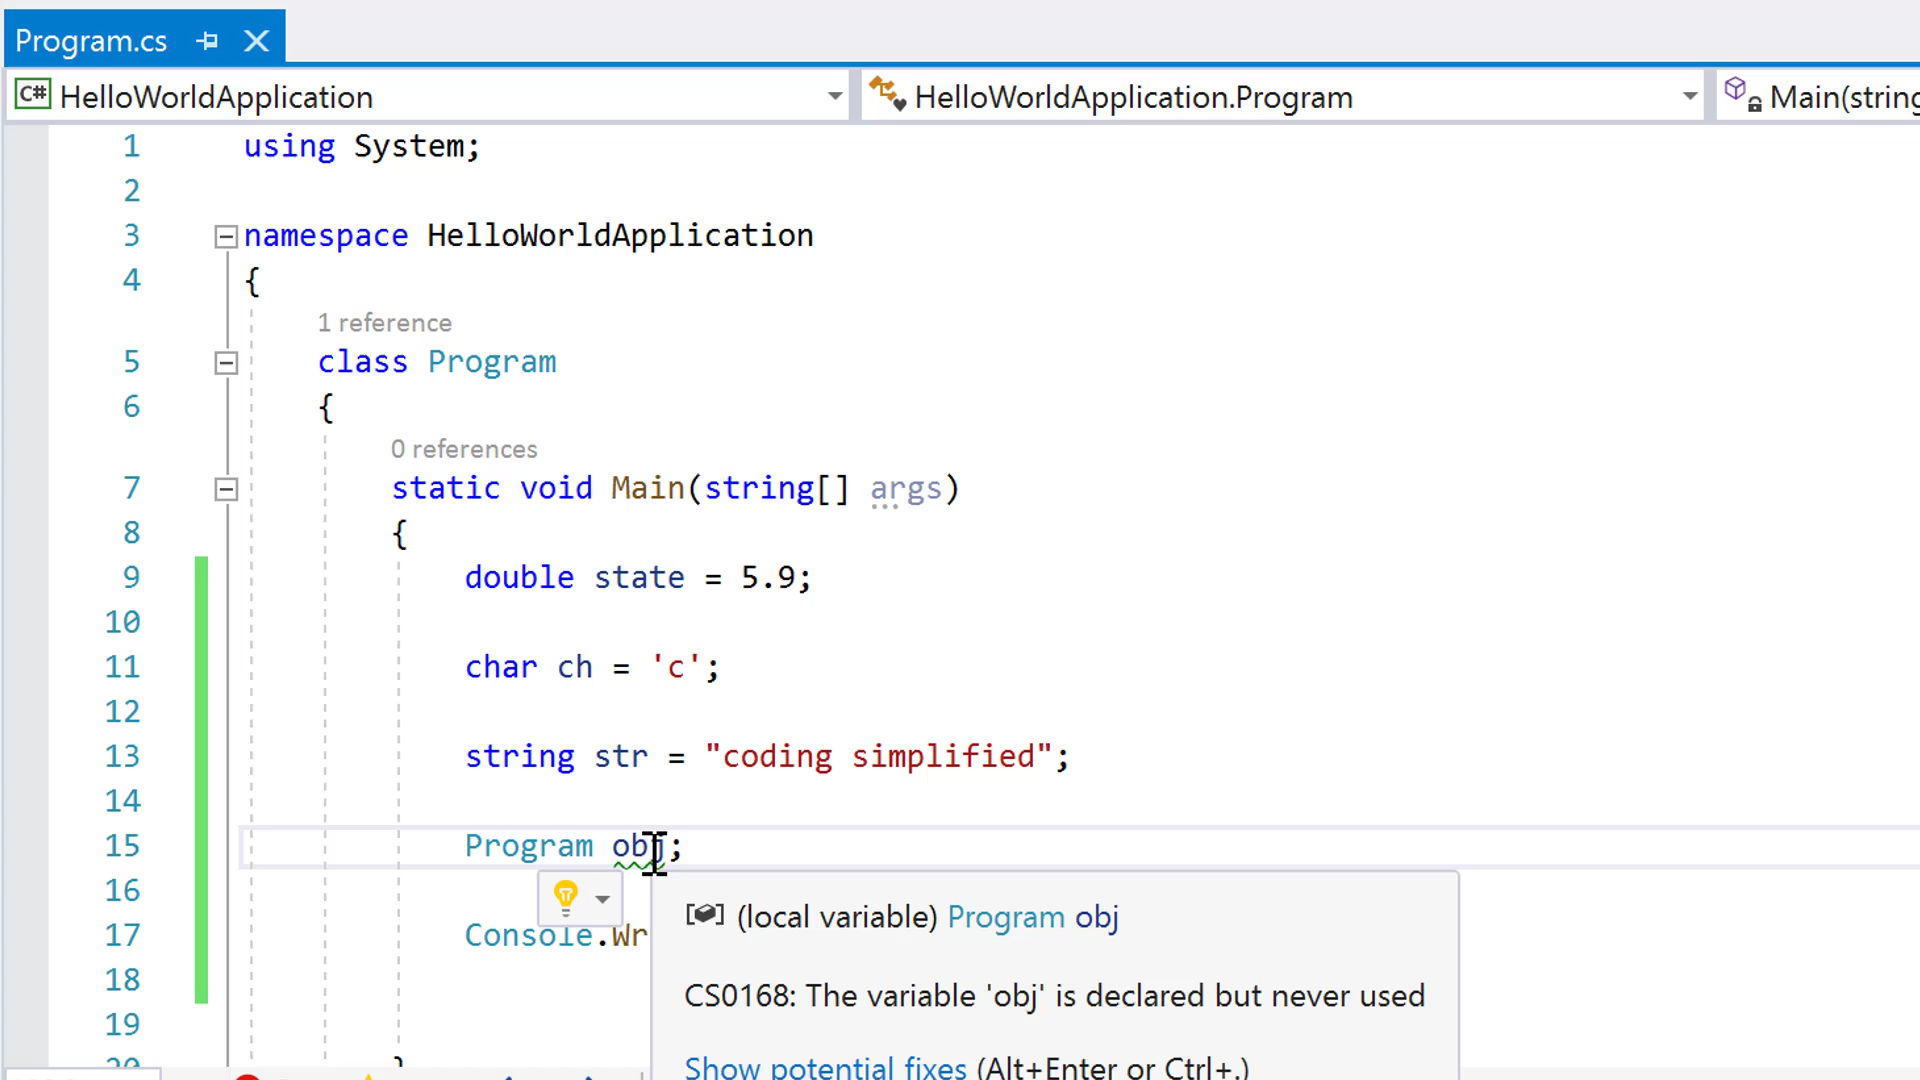 Program.cs
C# HelloWorldApplication HelloWorldApplication.Program Main(string
1 using System;
2
3 namespace HelloWorldApplication
4 {
1 reference
5 class Program
6 {
0 references
7 static void Main(string[] args)
8 {
9 double state = 5.9;
10
11 char ch = 'c';
12
13 string str = "coding simplified";
14
15 Program obj;
16
(local variable) Program obj
17 Console.Wr
18
CS0168: The variable 'obj' is declared but never used
19
20 }
Show potential fixes (Alt+Enter or Ctrl+.)